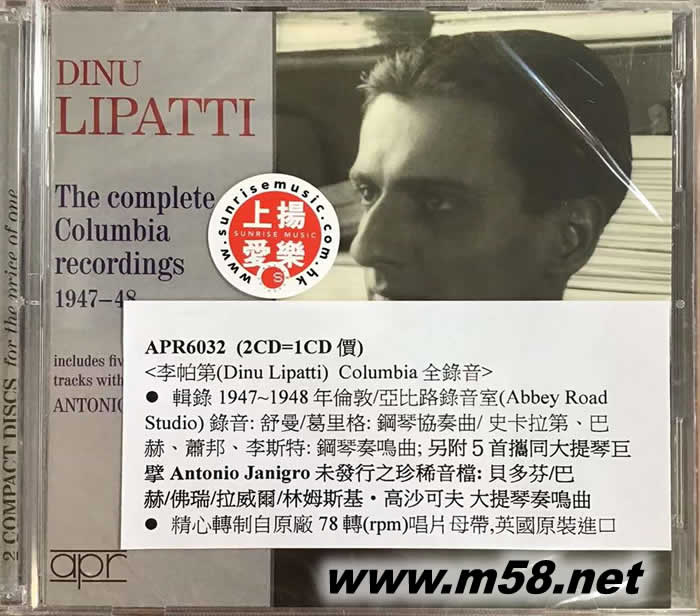 DINU
LIPATTI
The complete
Columbia
recordings
1947–48
includes
tracks with
ANTONIO
2 COMPACT DISCS for the price of one
www.sunrisemusic.com.hk
上揚
SUNRISE MUSIC
愛樂
S
APR6032 (2CD=1CD 價)
<李帕第(Dinu Lipatti) Columbia 全錄音>
● 輯錄 1947~1948 年倫敦/亞比路錄音室(Abbey Road
Studio) 錄音: 舒曼/葛里格: 鋼琴協奏曲/ 史卡拉第、巴
赫、蕭邦、李斯特: 鋼琴奏鳴曲; 另附 5 首攜同大提琴巨
擘 Antonio Janigro 未發行之珍稀音檔: 貝多芬/巴
赫/佛瑞/拉威爾/林姆斯基·高沙可夫 大提琴奏鳴曲
● 精心轉制自原廠 78 轉(rpm)唱片母帶,英國原裝進口
apr
www.m58.net